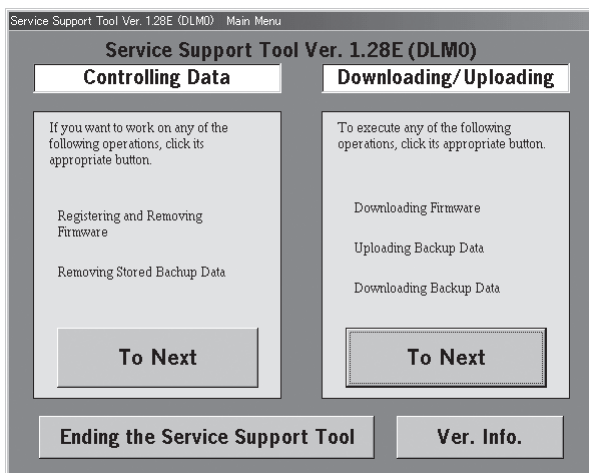 Service Support Tool Ver. 1.28E (DLM0) Main Menu
Service Support Tool Ver. 1.28E (DLM0)
Controlling Data
If you want to work on any of the
following operations, click its
appropriate button.
Registering and Removing
Firmware
Removing Stored Bachup Data
To Next
Downloading/Uploading
To execute any of the following
operations, click its appropriate button.
Downloading Firmware
Uploading Backup Data
Downloading Backup Data
To Next
Ending the Service Support Tool
Ver. Info.